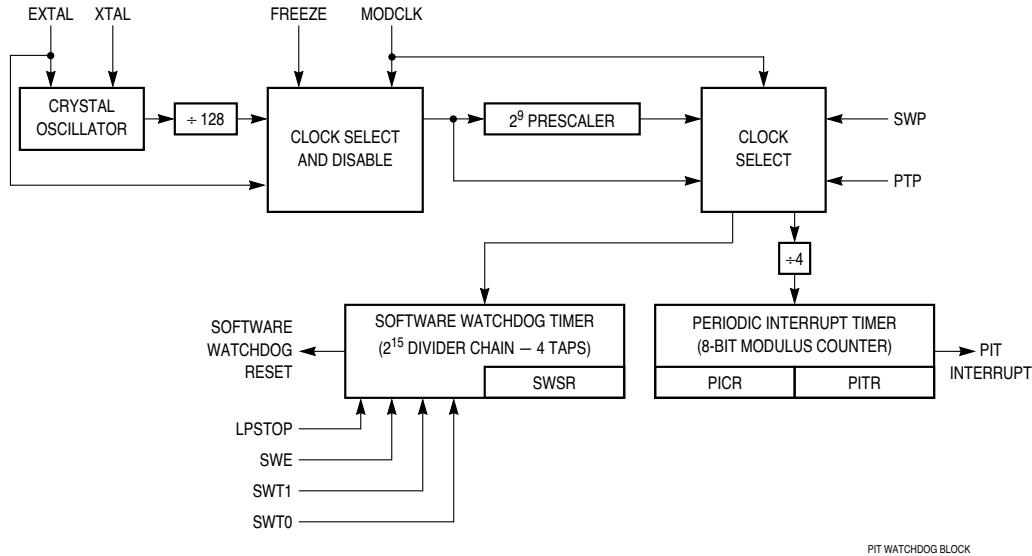 EXTAL XTAL FREEZE MODCLK
CRYSTAL
OSCILLATOR
÷ 128
CLOCK SELECT
AND DISABLE
2⁹ PRESCALER
CLOCK
SELECT
SWP
PTP
÷4
SOFTWARE
WATCHDOG
RESET
SOFTWARE WATCHDOG TIMER
(2¹⁵ DIVIDER CHAIN — 4 TAPS)
SWSR
PERIODIC INTERRUPT TIMER
(8-BIT MODULUS COUNTER)
PICR
PITR
PIT
INTERRUPT
LPSTOP
SWE
SWT1
SWT0
PIT WATCHDOG BLOCK